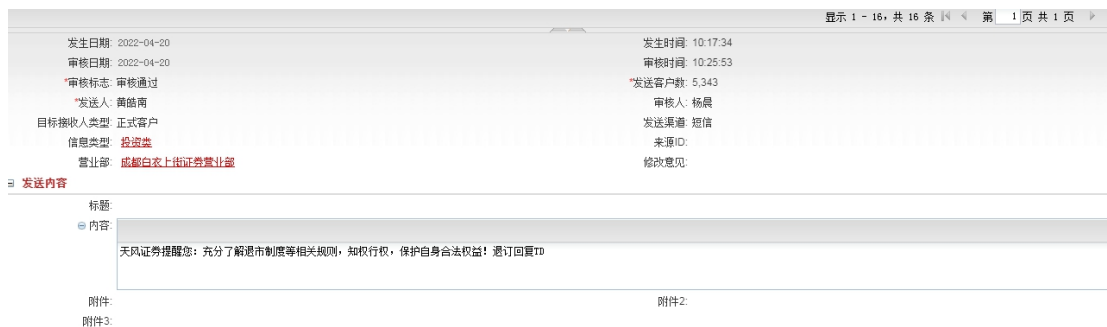 显示 1 - 16，共 16 条 第 1 页 共 1 页
发生日期: 2022-04-20 发生时间: 10:17:34
审核日期: 2022-04-20 审核时间: 10:25:53
*审核标志: 审核通过 *发送客户数: 5,343
*发送人: 黄皓南 审核人: 杨晨
目标接收人类型: 正式客户 发送渠道: 短信
信息类型: 投资类 来源ID:
营业部: 成都白衣上街证券营业部 修改意见:
发送内容
标题:
内容:
天风证券提醒您：充分了解退市制度等相关规则，知权行权，保护自身合法权益！退订回复TD
附件: 附件2:
附件3: